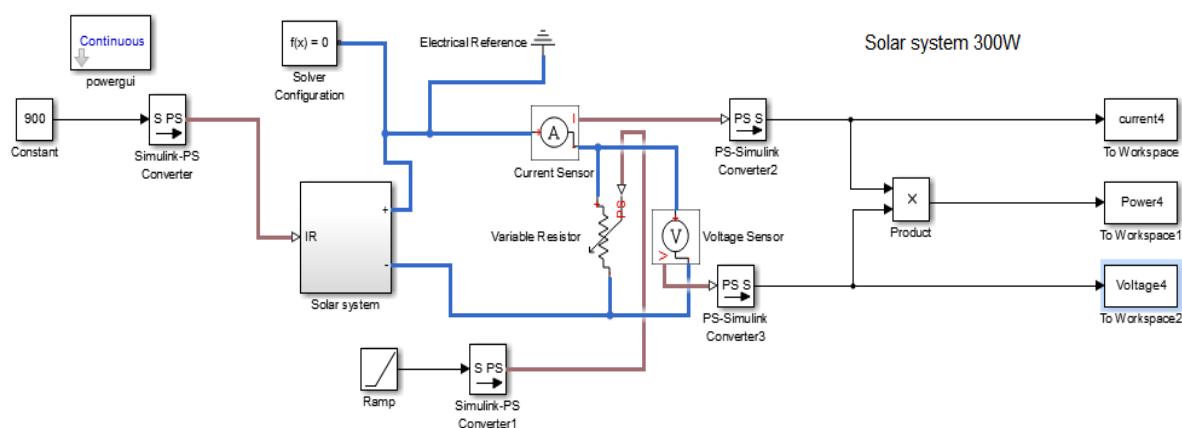 Continuous
powergui
f(x) = 0
Solver
Configuration
Electrical Reference
Solar system 300W
900
Constant
S PS
Simulink-PS
Converter
A
I
Current Sensor
PS S
PS-Simulink
Converter2
current4
To Workspace
+
IR
-
Solar system
+
PS
Variable Resistor
+
V
V
Voltage Sensor
×
Product
Power4
To Workspace1
PS S
PS-Simulink
Converter3
Voltage4
To Workspace2
Ramp
S PS
Simulink-PS
Converter1